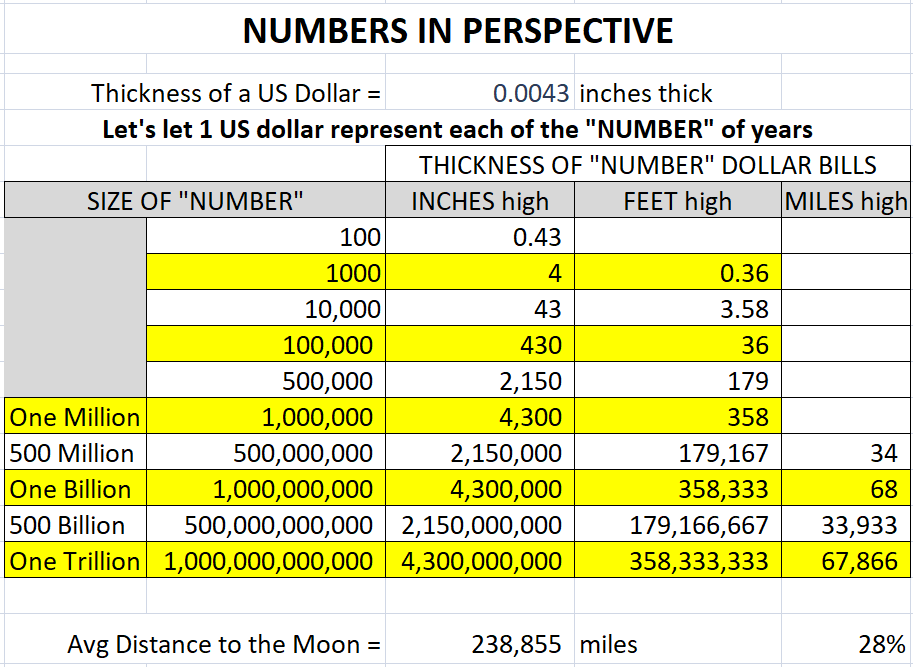 NUMBERS IN PERSPECTIVE
Thickness of a US Dollar = 0.0043 inches thick
Let's let 1 US dollar represent each of the "NUMBER" of years
THICKNESS OF "NUMBER" DOLLAR BILLS
SIZE OF "NUMBER" INCHES high FEET high MILES high
100 0.43
1000 4 0.36
10,000 43 3.58
100,000 430 36
500,000 2,150 179
One Million 1,000,000 4,300 358
500 Million 500,000,000 2,150,000 179,167 34
One Billion 1,000,000,000 4,300,000 358,333 68
500 Billion 500,000,000,000 2,150,000,000 179,166,667 33,933
One Trillion 1,000,000,000,000 4,300,000,000 358,333,333 67,866
Avg Distance to the Moon = 238,855 miles 28%